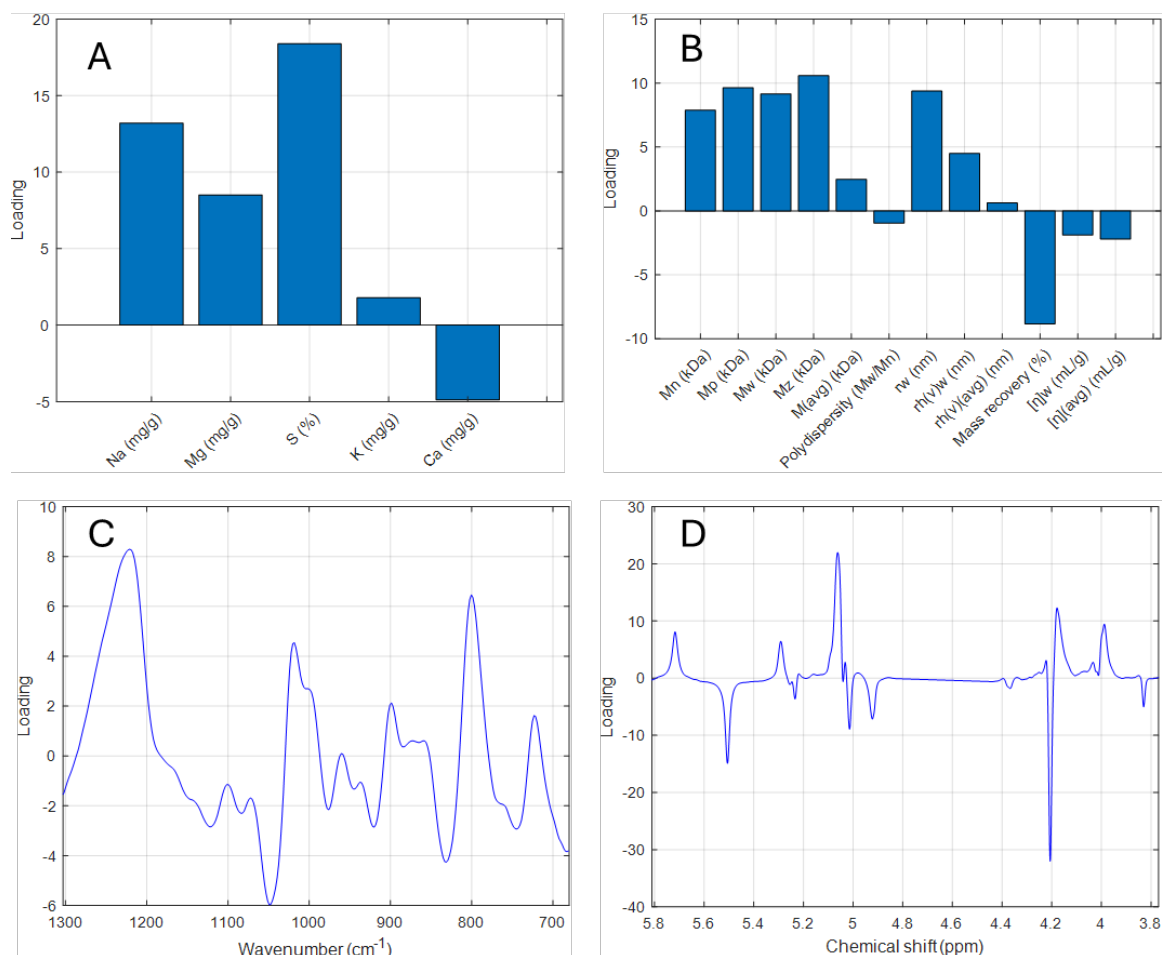 A
20
15
10
5
0
-5
Loading
Na (mg/g)
Mg (mg/g)
S (%)
K (mg/g)
Ca (mg/g)
B
15
10
5
0
-5
-10
Loading
Mn (kDa)
Mp (kDa)
Mw (kDa)
Mz (kDa)
M(avg) (kDa)
Polydispersity (Mw/Mn)
rw (nm)
rh(v)w (nm)
rh(v)(avg) (nm)
Mass recovery (%)
[η]w (mL/g)
[η](avg) (mL/g)
C
10
8
6
4
2
0
-2
-4
-6
Loading
1300 1200 1100 1000 900 800 700
Wavenumber (cm⁻¹)
D
30
20
10
0
-10
-20
-30
-40
Loading
5.8 5.6 5.4 5.2 5 4.8 4.6 4.4 4.2 4 3.8
Chemical shift (ppm)